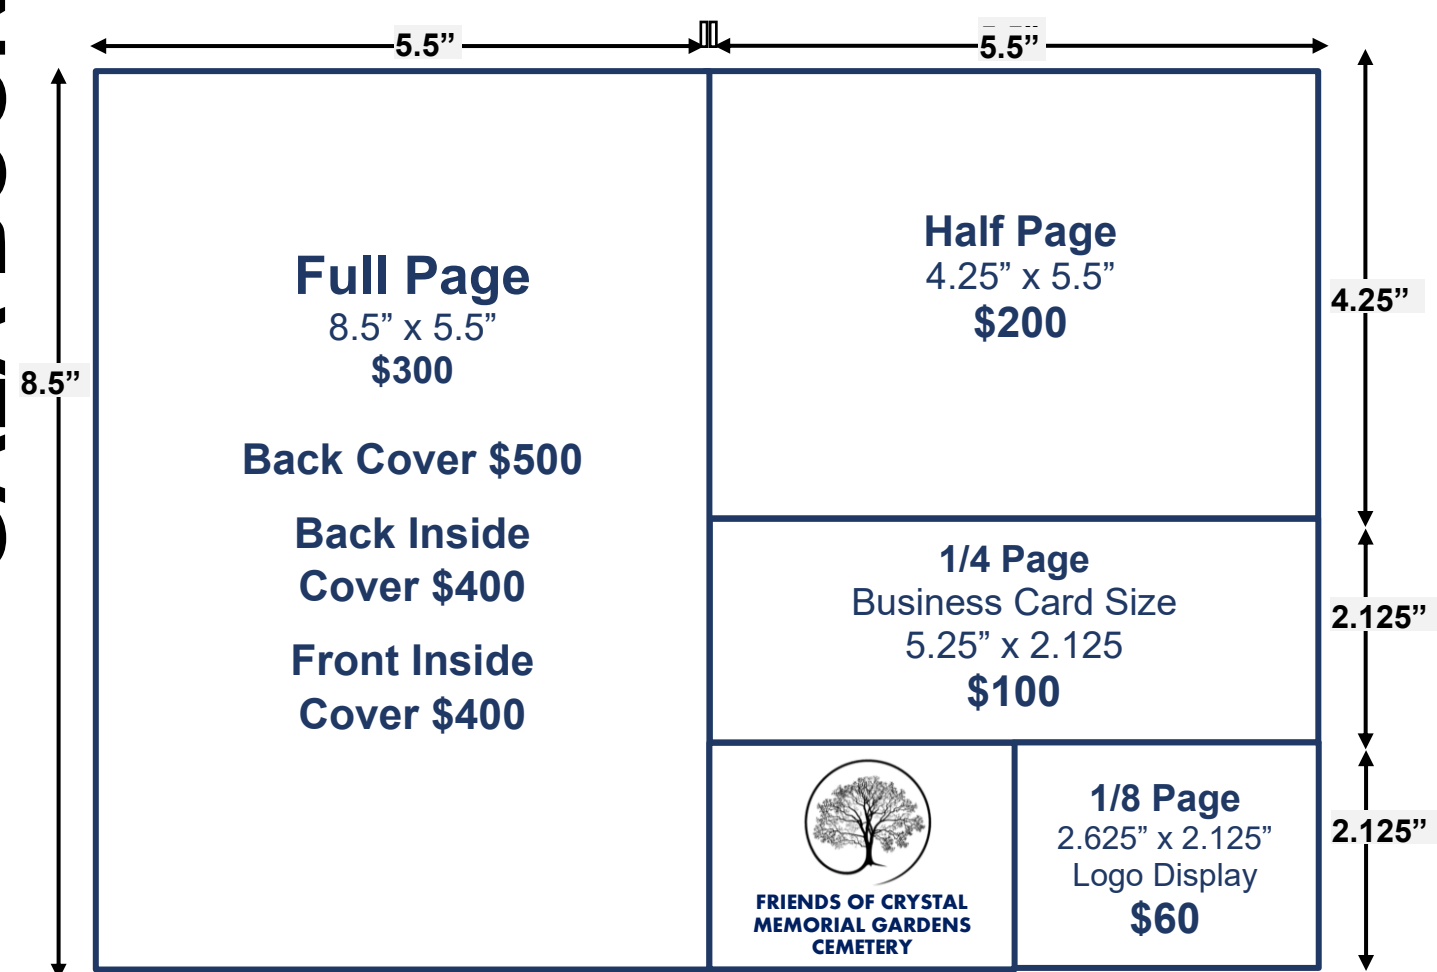 5.5”
5.5”
8.5”
Full Page
8.5” x 5.5”
$300
Back Cover $500
Back Inside
Cover $400
Front Inside
Cover $400
Half Page
4.25” x 5.5”
$200
4.25”
1/4 Page
Business Card Size
5.25” x 2.125
$100
2.125”
FRIENDS OF CRYSTAL
MEMORIAL GARDENS
CEMETERY
1/8 Page
2.625” x 2.125”
Logo Display
$60
2.125”